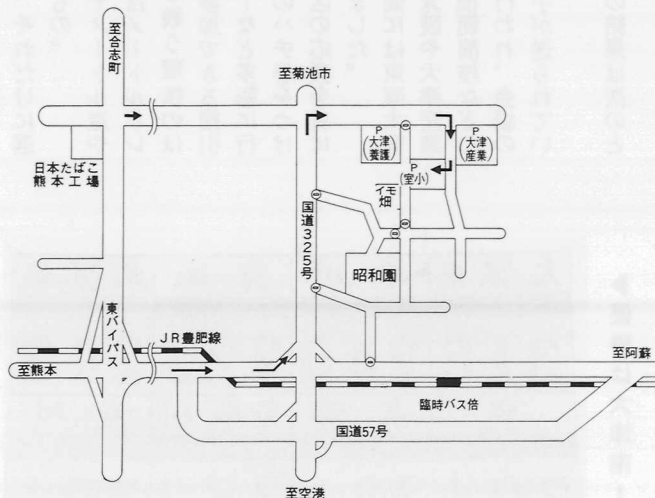 至合志町
至菊池市
P
(大津
養護)
P
(大津
産業)
P
(室小)
日本たばこ
熊本工場
イモ
畑
国道325号
昭和園
東バイパス
JR豊肥線
至熊本
至阿蘇
臨時バス倍
国道57号
至空港